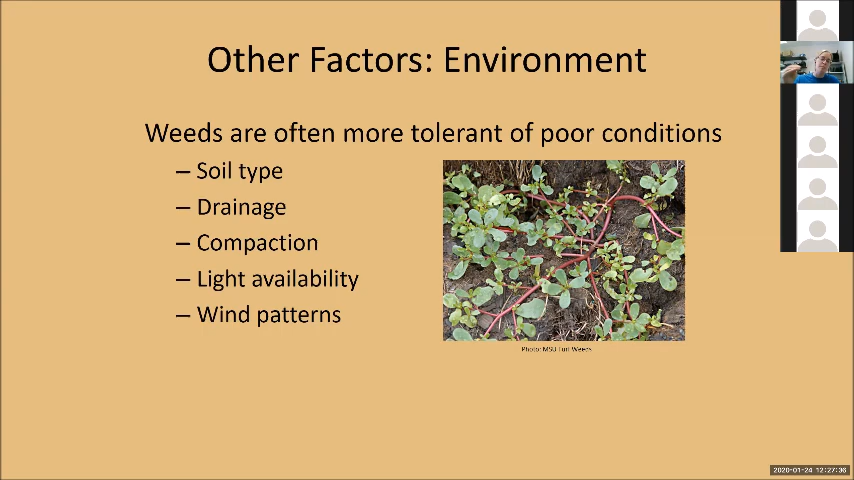 Other Factors: Environment
Weeds are often more tolerant of poor conditions
– Soil type
– Drainage
– Compaction
– Light availability
– Wind patterns
Photo: MSU Turf Weeds
2020-01-24 12:27:36